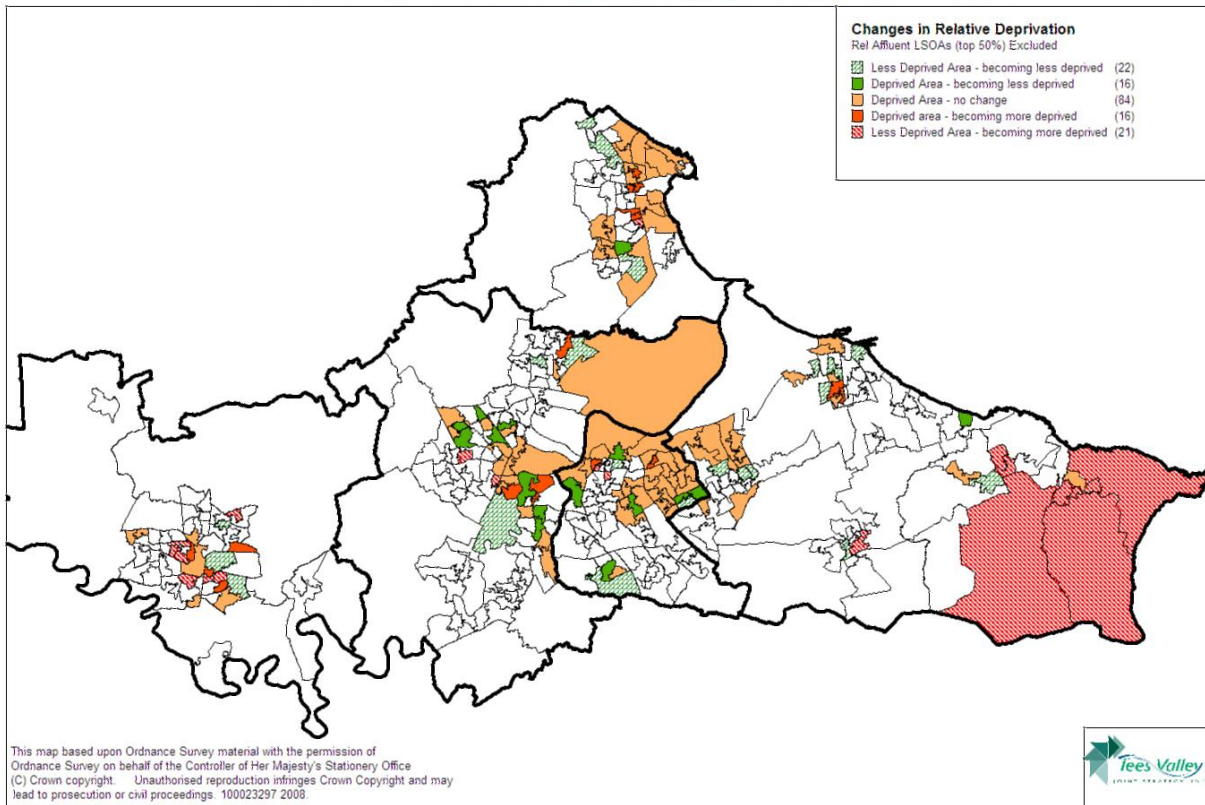 Changes in Relative Deprivation
Rel Affluent LSOAs (top 50%) Excluded
Less Deprived Area - becoming less deprived (22)
Deprived Area - becoming less deprived (16)
Deprived Area - no change (84)
Deprived area - becoming more deprived (16)
Less Deprived Area - becoming more deprived (21)
This map based upon Ordnance Survey material with the permission of
Ordnance Survey on behalf of the Controller of Her Majesty's Stationery Office
(C) Crown copyright. Unauthorised reproduction infringes Crown Copyright and may
lead to prosecution or civil proceedings. 100023297 2008.
Tees Valley
JOINT STRATEGY